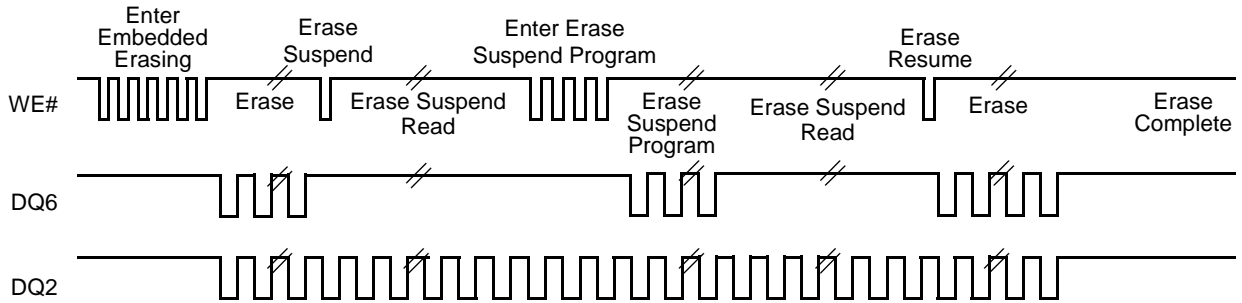 Enter
Embedded
Erasing
Erase
Suspend
Enter Erase
Suspend Program
Erase
Resume
WE#
Erase
Erase Suspend
Read
Erase
Suspend
Program
Erase Suspend
Read
Erase
Erase
Complete
DQ6
DQ2